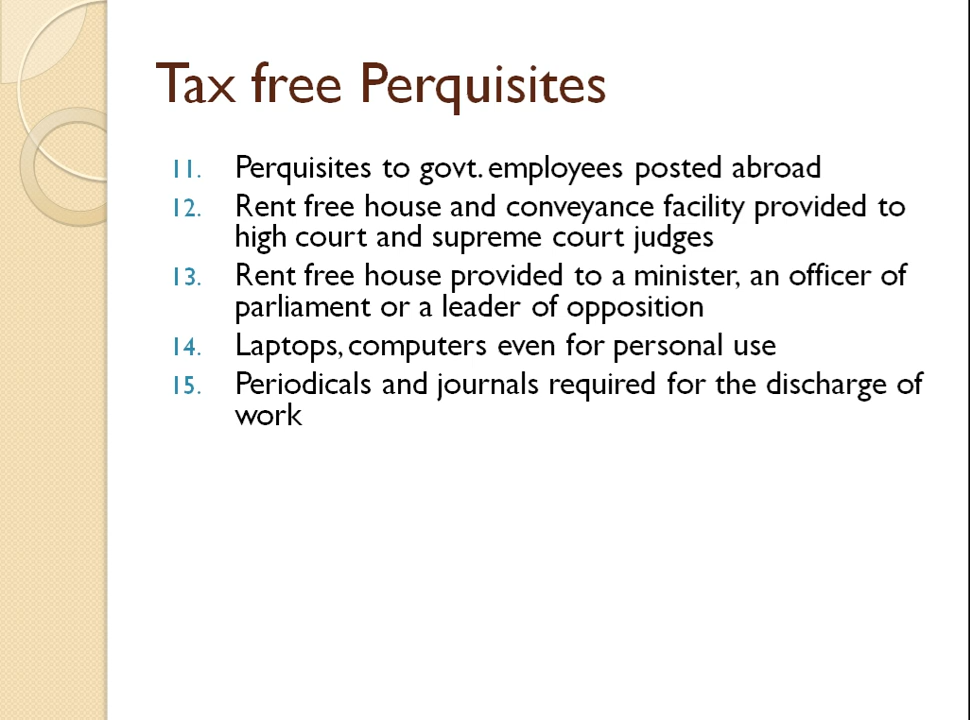 Tax free Perquisites
11. Perquisites to govt. employees posted abroad
12. Rent free house and conveyance facility provided to
high court and supreme court judges
13. Rent free house provided to a minister, an officer of
parliament or a leader of opposition
14. Laptops, computers even for personal use
15. Periodicals and journals required for the discharge of
work